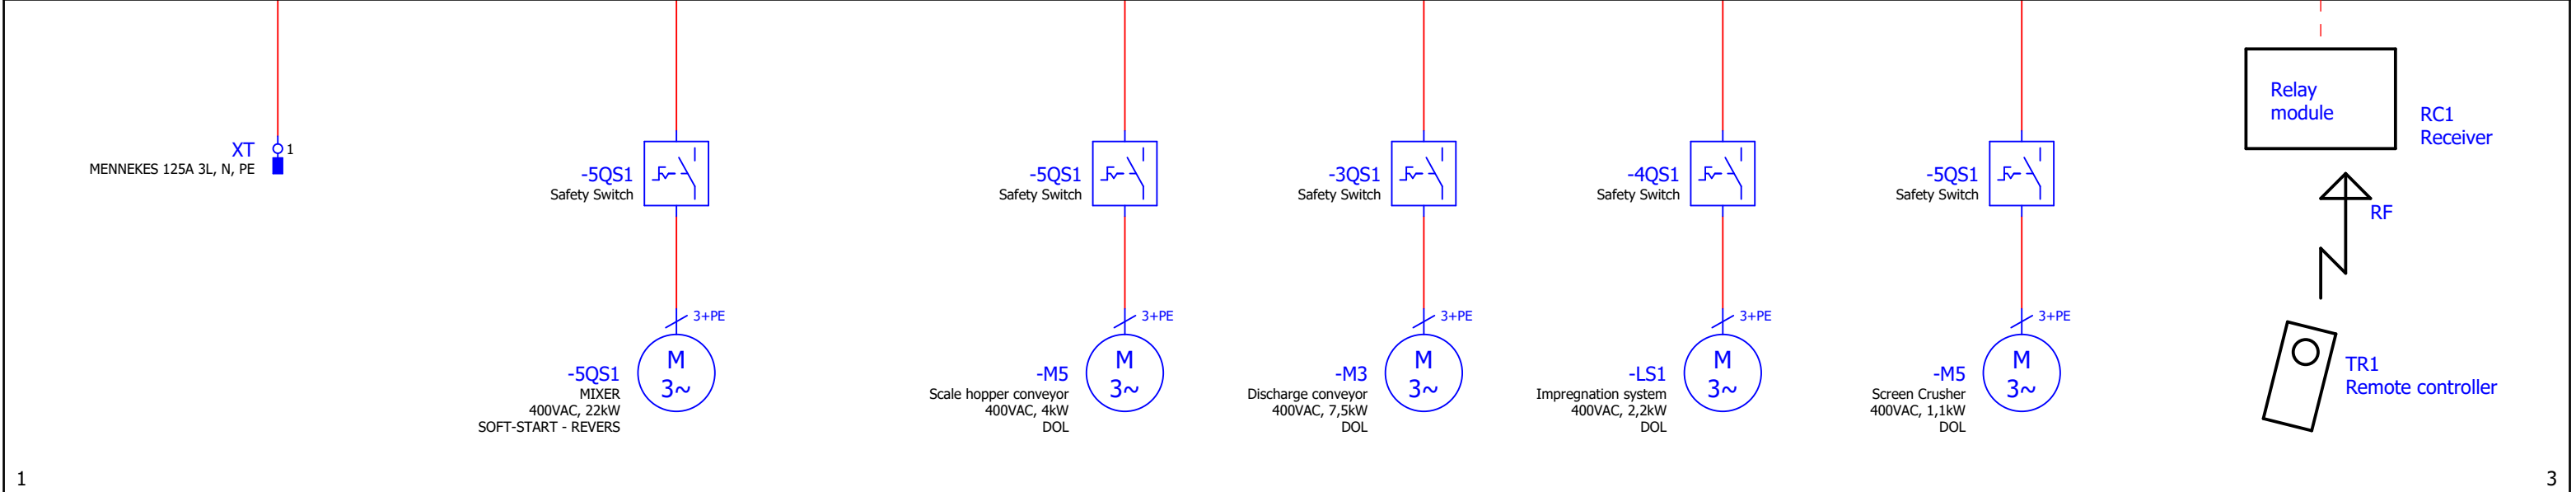 XT
MENNEKES 125A 3L, N, PE
1
-5QS1
Safety Switch
3+PE
M
3~
-5QS1
MIXER
400VAC, 22kW
SOFT-START - REVERS
-5QS1
Safety Switch
3+PE
M
3~
-M5
Scale hopper conveyor
400VAC, 4kW
DOL
-3QS1
Safety Switch
3+PE
M
3~
-M3
Discharge conveyor
400VAC, 7,5kW
DOL
-4QS1
Safety Switch
3+PE
M
3~
-LS1
Impregnation system
400VAC, 2,2kW
DOL
-5QS1
Safety Switch
3+PE
M
3~
-M5
Screen Crusher
400VAC, 1,1kW
DOL
Relay
module
RC1
Receiver
RF
TR1
Remote controller
1
3